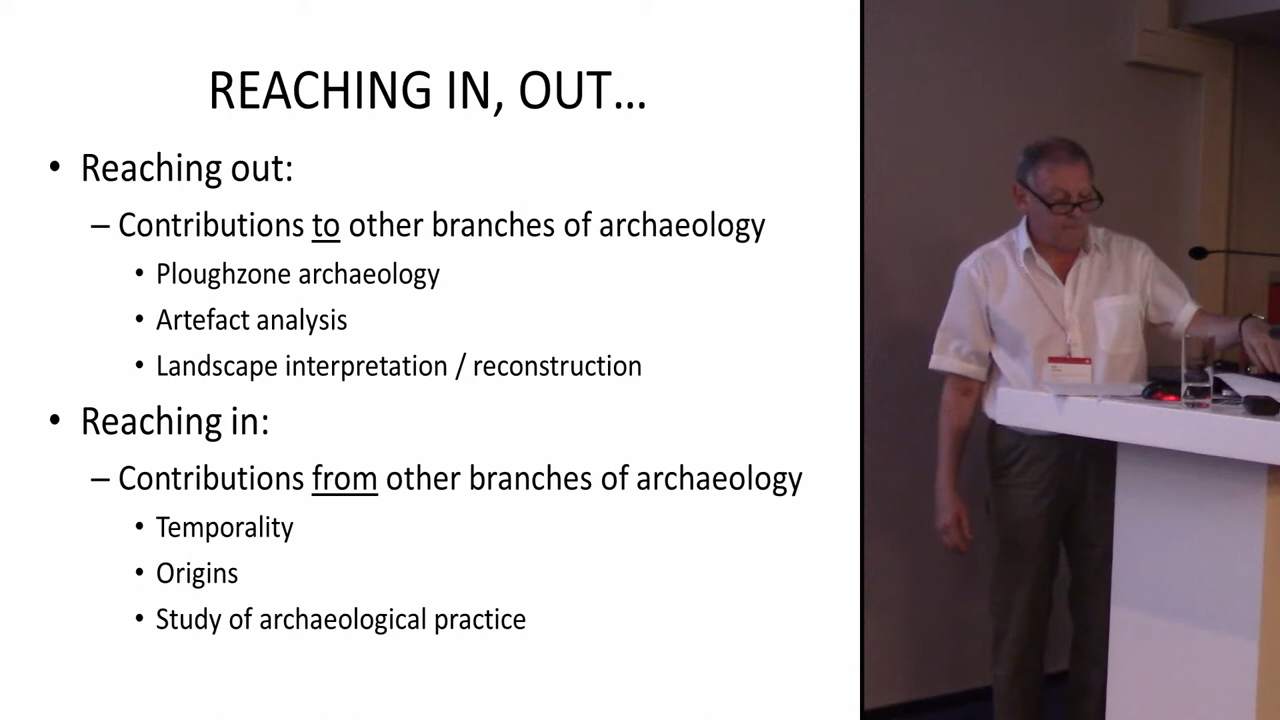 REACHING IN, OUT...
• Reaching out:
– Contributions to other branches of archaeology
• Ploughzone archaeology
• Artefact analysis
• Landscape interpretation / reconstruction
• Reaching in:
– Contributions from other branches of archaeology
• Temporality
• Origins
• Study of archaeological practice